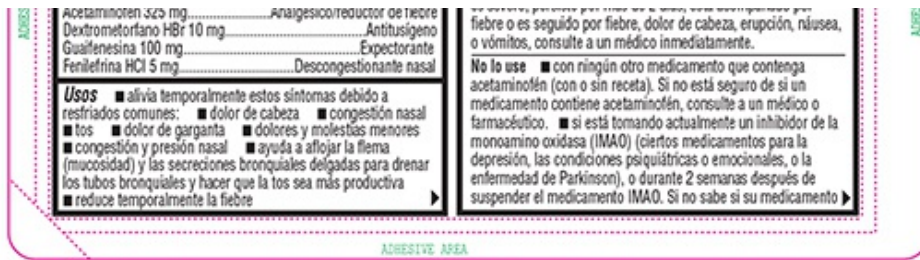 Acetaminofén 325 mg....................Analgésico/reductor de fiebre
Dextrometorfano HBr 10 mg.............................Antitusígeno
Guaifenesina 100 mg.........................................Expectorante
Fenilefrina HCl 5 mg..........................Descongestionante nasal
Usos ■ alivia temporalmente estos síntomas debido a
resfriados comunes: ■ dolor de cabeza ■ congestión nasal
■ tos ■ dolor de garganta ■ dolores y molestias menores
■ congestión y presión nasal ■ ayuda a aflojar la flema
(mucosidad) y las secreciones bronquiales delgadas para drenar
los tubos bronquiales y hacer que la tos sea más productiva
■ reduce temporalmente la fiebre
fiebre o es seguido por fiebre, dolor de cabeza, erupción, náusea,
o vómitos, consulte a un médico inmediatamente.
No lo use ■ con ningún otro medicamento que contenga
acetaminofén (con o sin receta). Si no está seguro de si un
medicamento contiene acetaminofén, consulte a un médico o
farmacéutico. ■ si está tomando actualmente un inhibidor de la
monoamino oxidasa (IMAO) (ciertos medicamentos para la
depresión, las condiciones psiquiátricas o emocionales, o la
enfermedad de Parkinson), o durante 2 semanas después de
suspender el medicamento IMAO. Si no sabe si su medicamento
ADHESIVE AREA